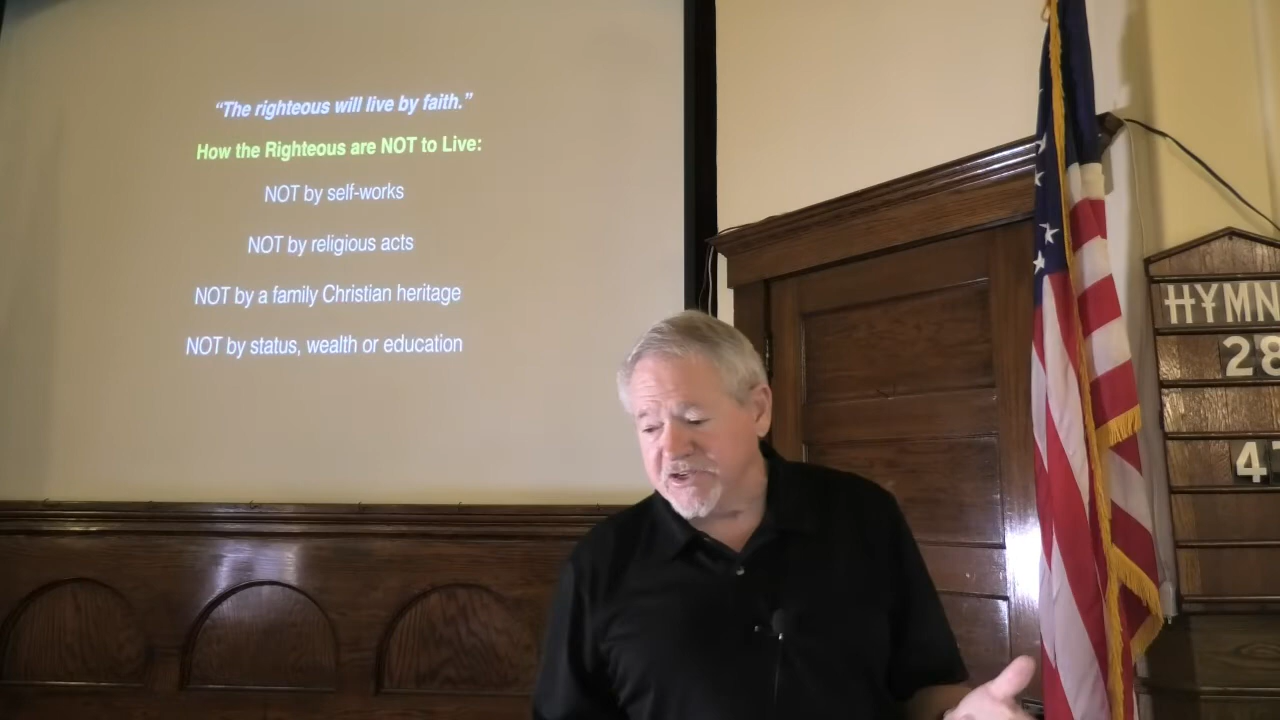 “The righteous will live by faith.”
How the Righteous are NOT to Live:
NOT by self-works
NOT by religious acts
NOT by a family Christian heritage
NOT by status, wealth or education
HYMN
28
4